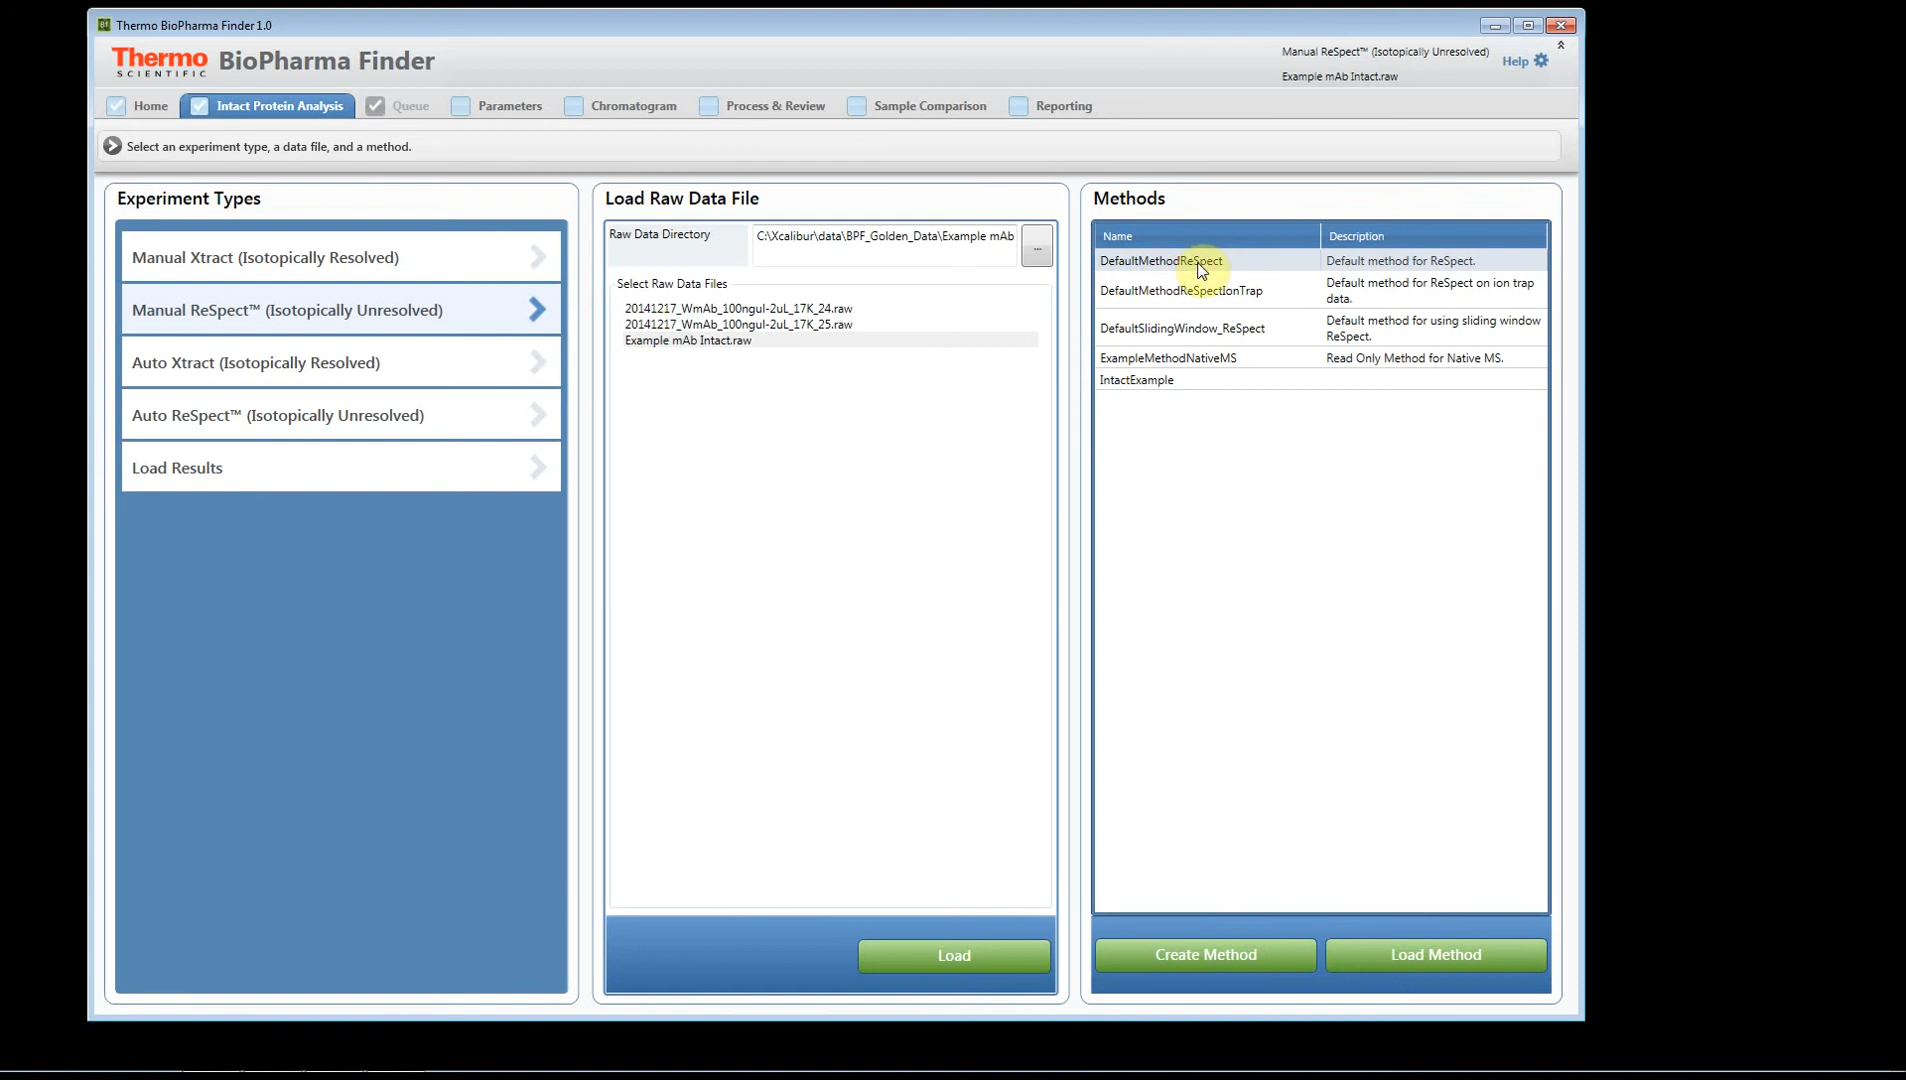 Thermo BioPharma Finder 1.0
Thermo
SCIENTIFIC
BioPharma Finder
Manual ReSpect™ (Isotopically Unresolved)
Example mAb Intact.raw
Help
Home
Intact Protein Analysis
Queue
Parameters
Chromatogram
Process & Review
Sample Comparison
Reporting
Select an experiment type, a data file, and a method.
Experiment Types
Manual Xtract (Isotopically Resolved)
Manual ReSpect™ (Isotopically Unresolved)
Auto Xtract (Isotopically Resolved)
Auto ReSpect™ (Isotopically Unresolved)
Load Results
Load Raw Data File
Raw Data Directory
C:\Xcalibur\data\BPF_Golden_Data\Example mAb
...
Select Raw Data Files
20141217_WmAb_100ngul-2uL_17K_24.raw
20141217_WmAb_100ngul-2uL_17K_25.raw
Example mAb Intact.raw
Load
Methods
Name Description
DefaultMethodReSpect Default method for ReSpect.
DefaultMethodReSpectIonTrap Default method for ReSpect on ion trap
data.
DefaultSlidingWindow_ReSpect Default method for using sliding window
ReSpect.
ExampleMethodNativeMS Read Only Method for Native MS.
IntactExample
Create Method
Load Method